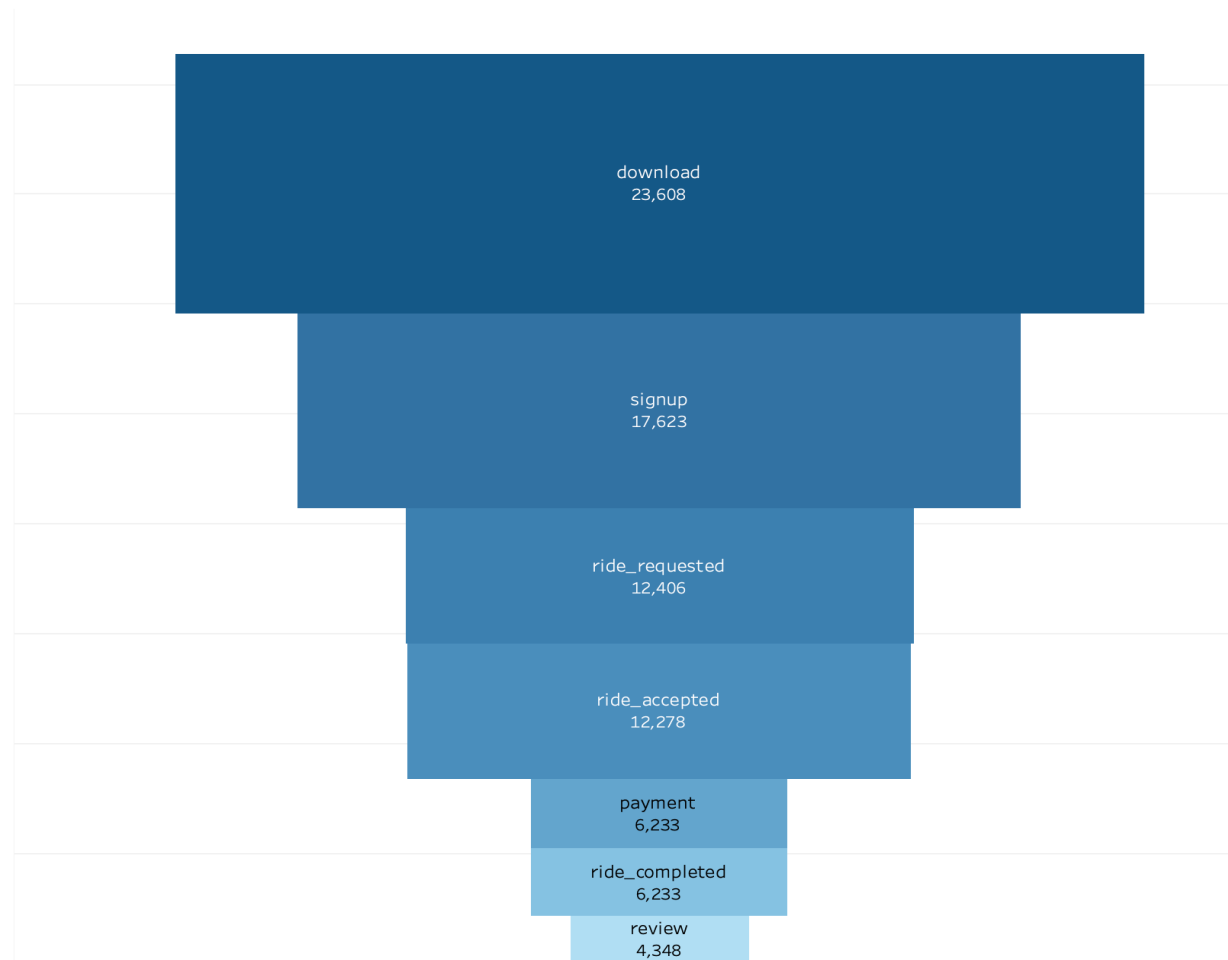 download
23,608
signup
17,623
ride_requested
12,406
ride_accepted
12,278
payment
6,233
ride_completed
6,233
review
4,348